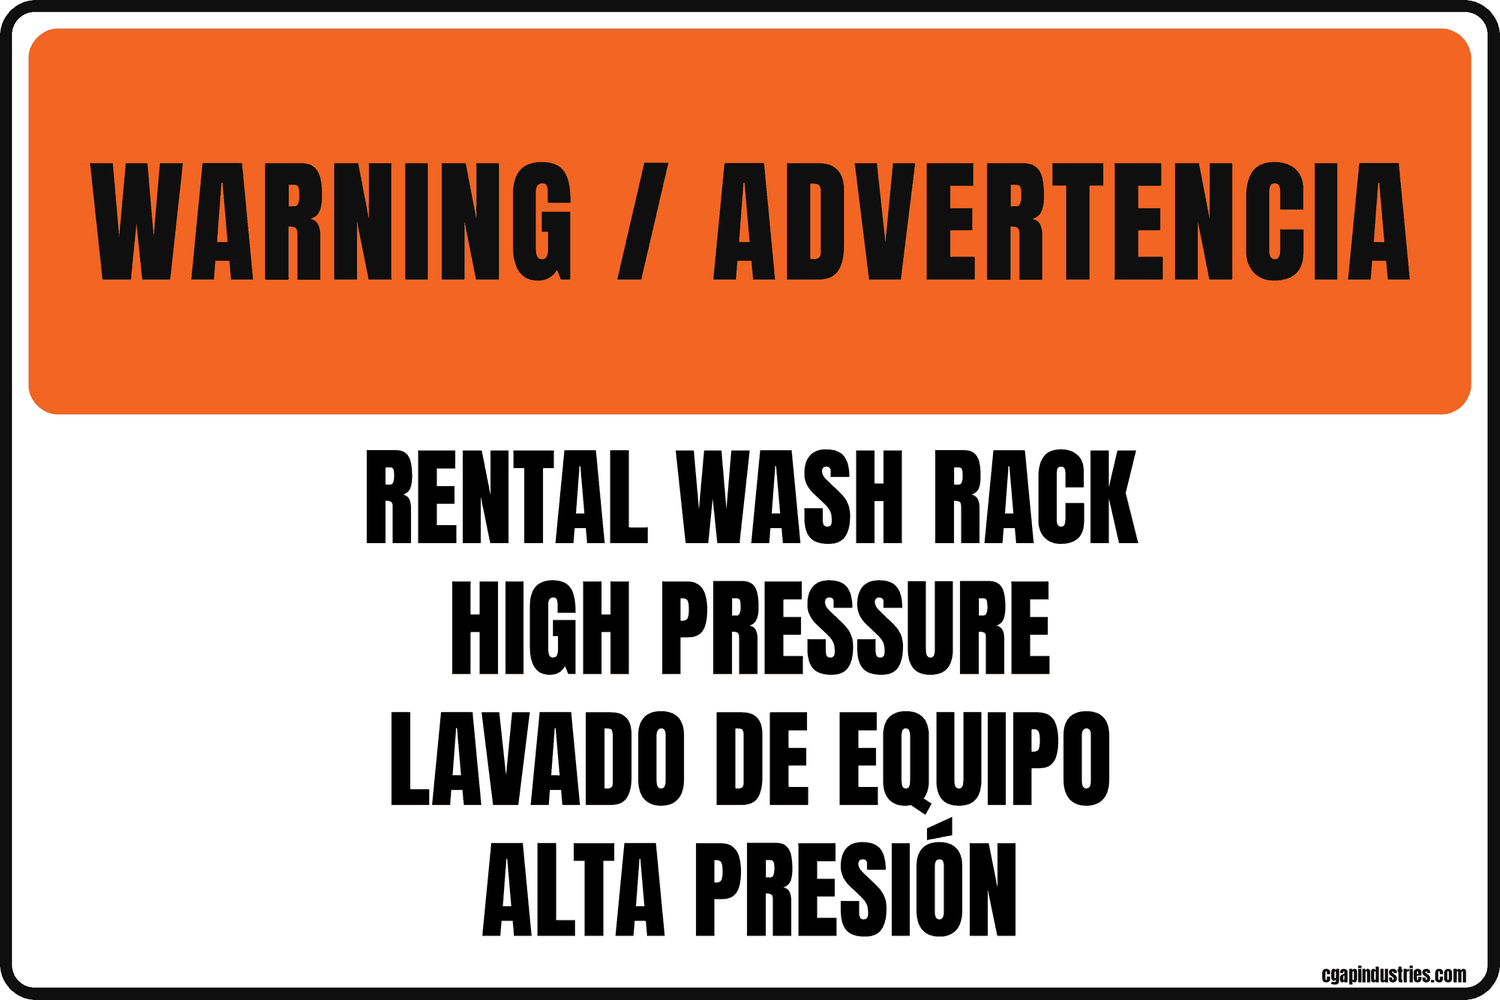 WARNING / ADVERTENCIA
RENTAL WASH RACK
HIGH PRESSURE
LAVADO DE EQUIPO
ALTA PRESIÓN
cgapindustries.com